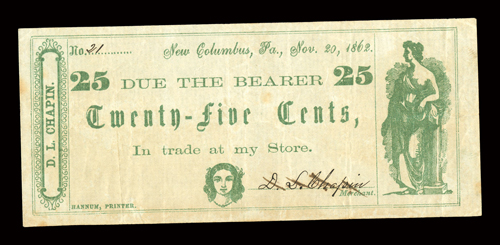 No. 21
New Columbus, Pa., Nov. 20, 1862.
25 DUE THE BEARER 25
Twenty-Five Cents,
In trade at my Store.
D. L. CHAPIN.
D. L. Chapin
Merchant.
HANNUM, PRINTER.